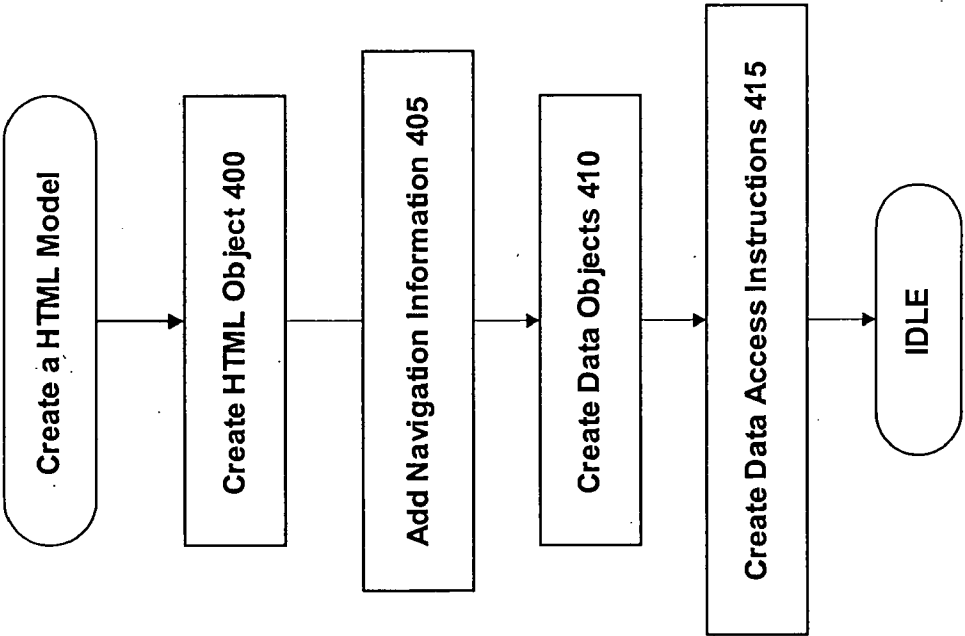 Create a HTML Model
Create HTML Object 400
Add Navigation Information 405
Create Data Objects 410
Create Data Access Instructions 415
IDLE